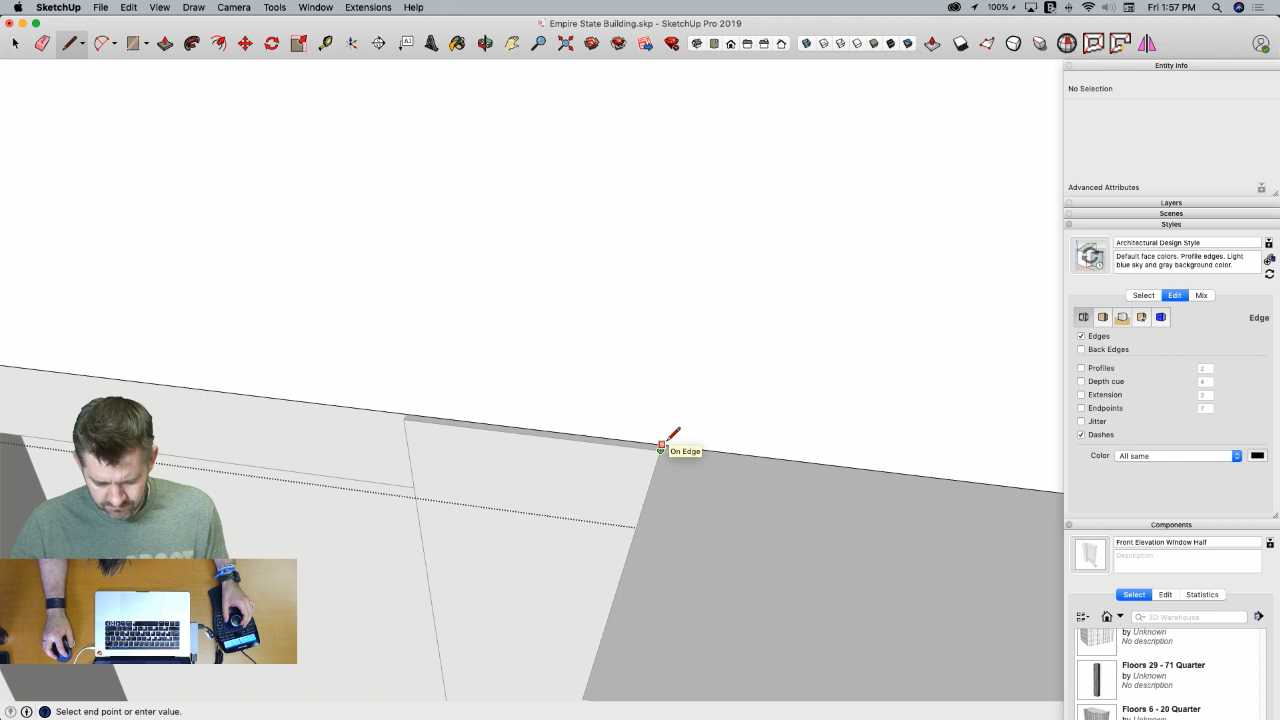 SketchUp File Edit View Draw Camera Tools Window Extensions Help
100% Fri 1:57 PM
Empire State Building.skp - SketchUp Pro 2019
Entity Info
No Selection
Advanced Attributes
Layers
Scenes
Styles
Architectural Design Style
Default face colors. Profile edges. Light
blue sky and gray background color.
Select Edit Mix
Edge
Edges
Back Edges
Profiles 2
Depth cue 4
Extension 2
Endpoints 7
Jitter
Dashes
Color All same
On Edge
Components
Front Elevation Window Half
Description
Select Edit Statistics
3D Warehouse
by Unknown
No description
Floors 29 - 71 Quarter
by Unknown
No description
Floors 6 - 20 Quarter
by Unknown
Select end point or enter value.